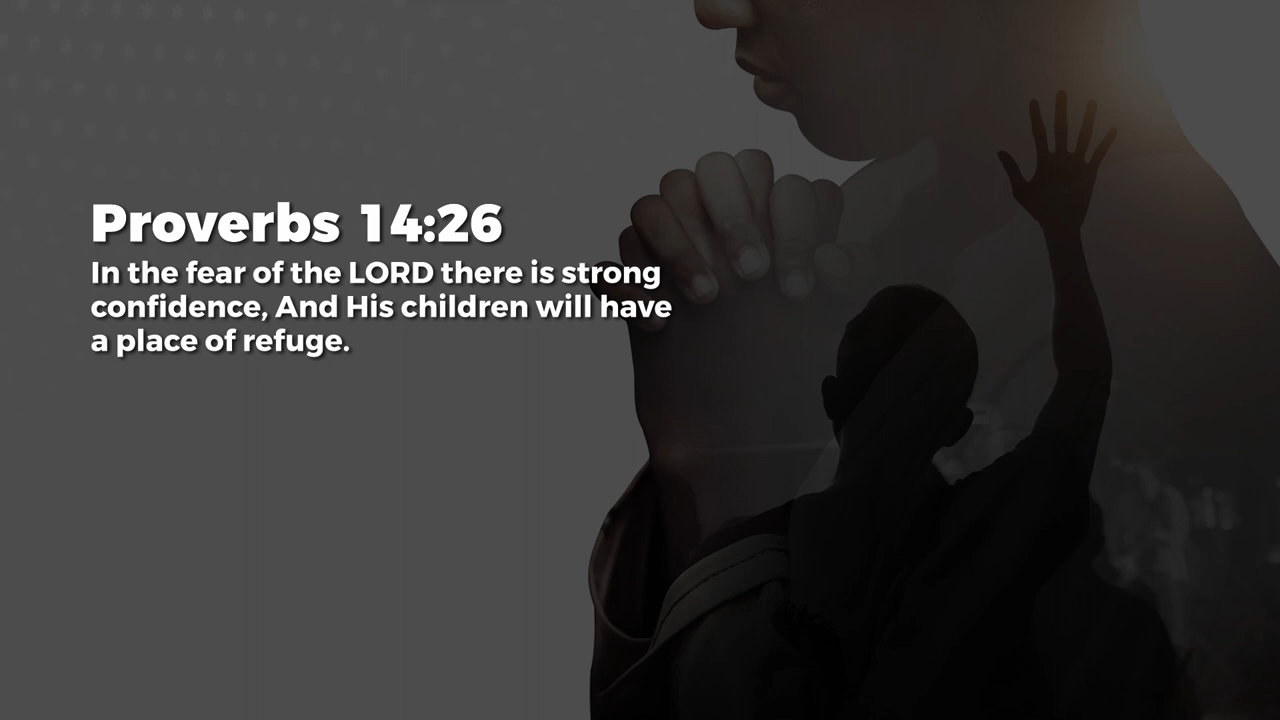 Proverbs 14:26
In the fear of the LORD there is strong
confidence, And His children will have
a place of refuge.